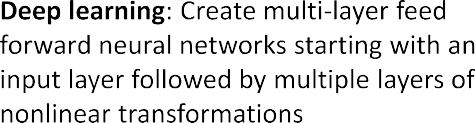 Deep learning: Create multi-layer feed
forward neural networks starting with an
input layer followed by multiple layers of
nonlinear transformations